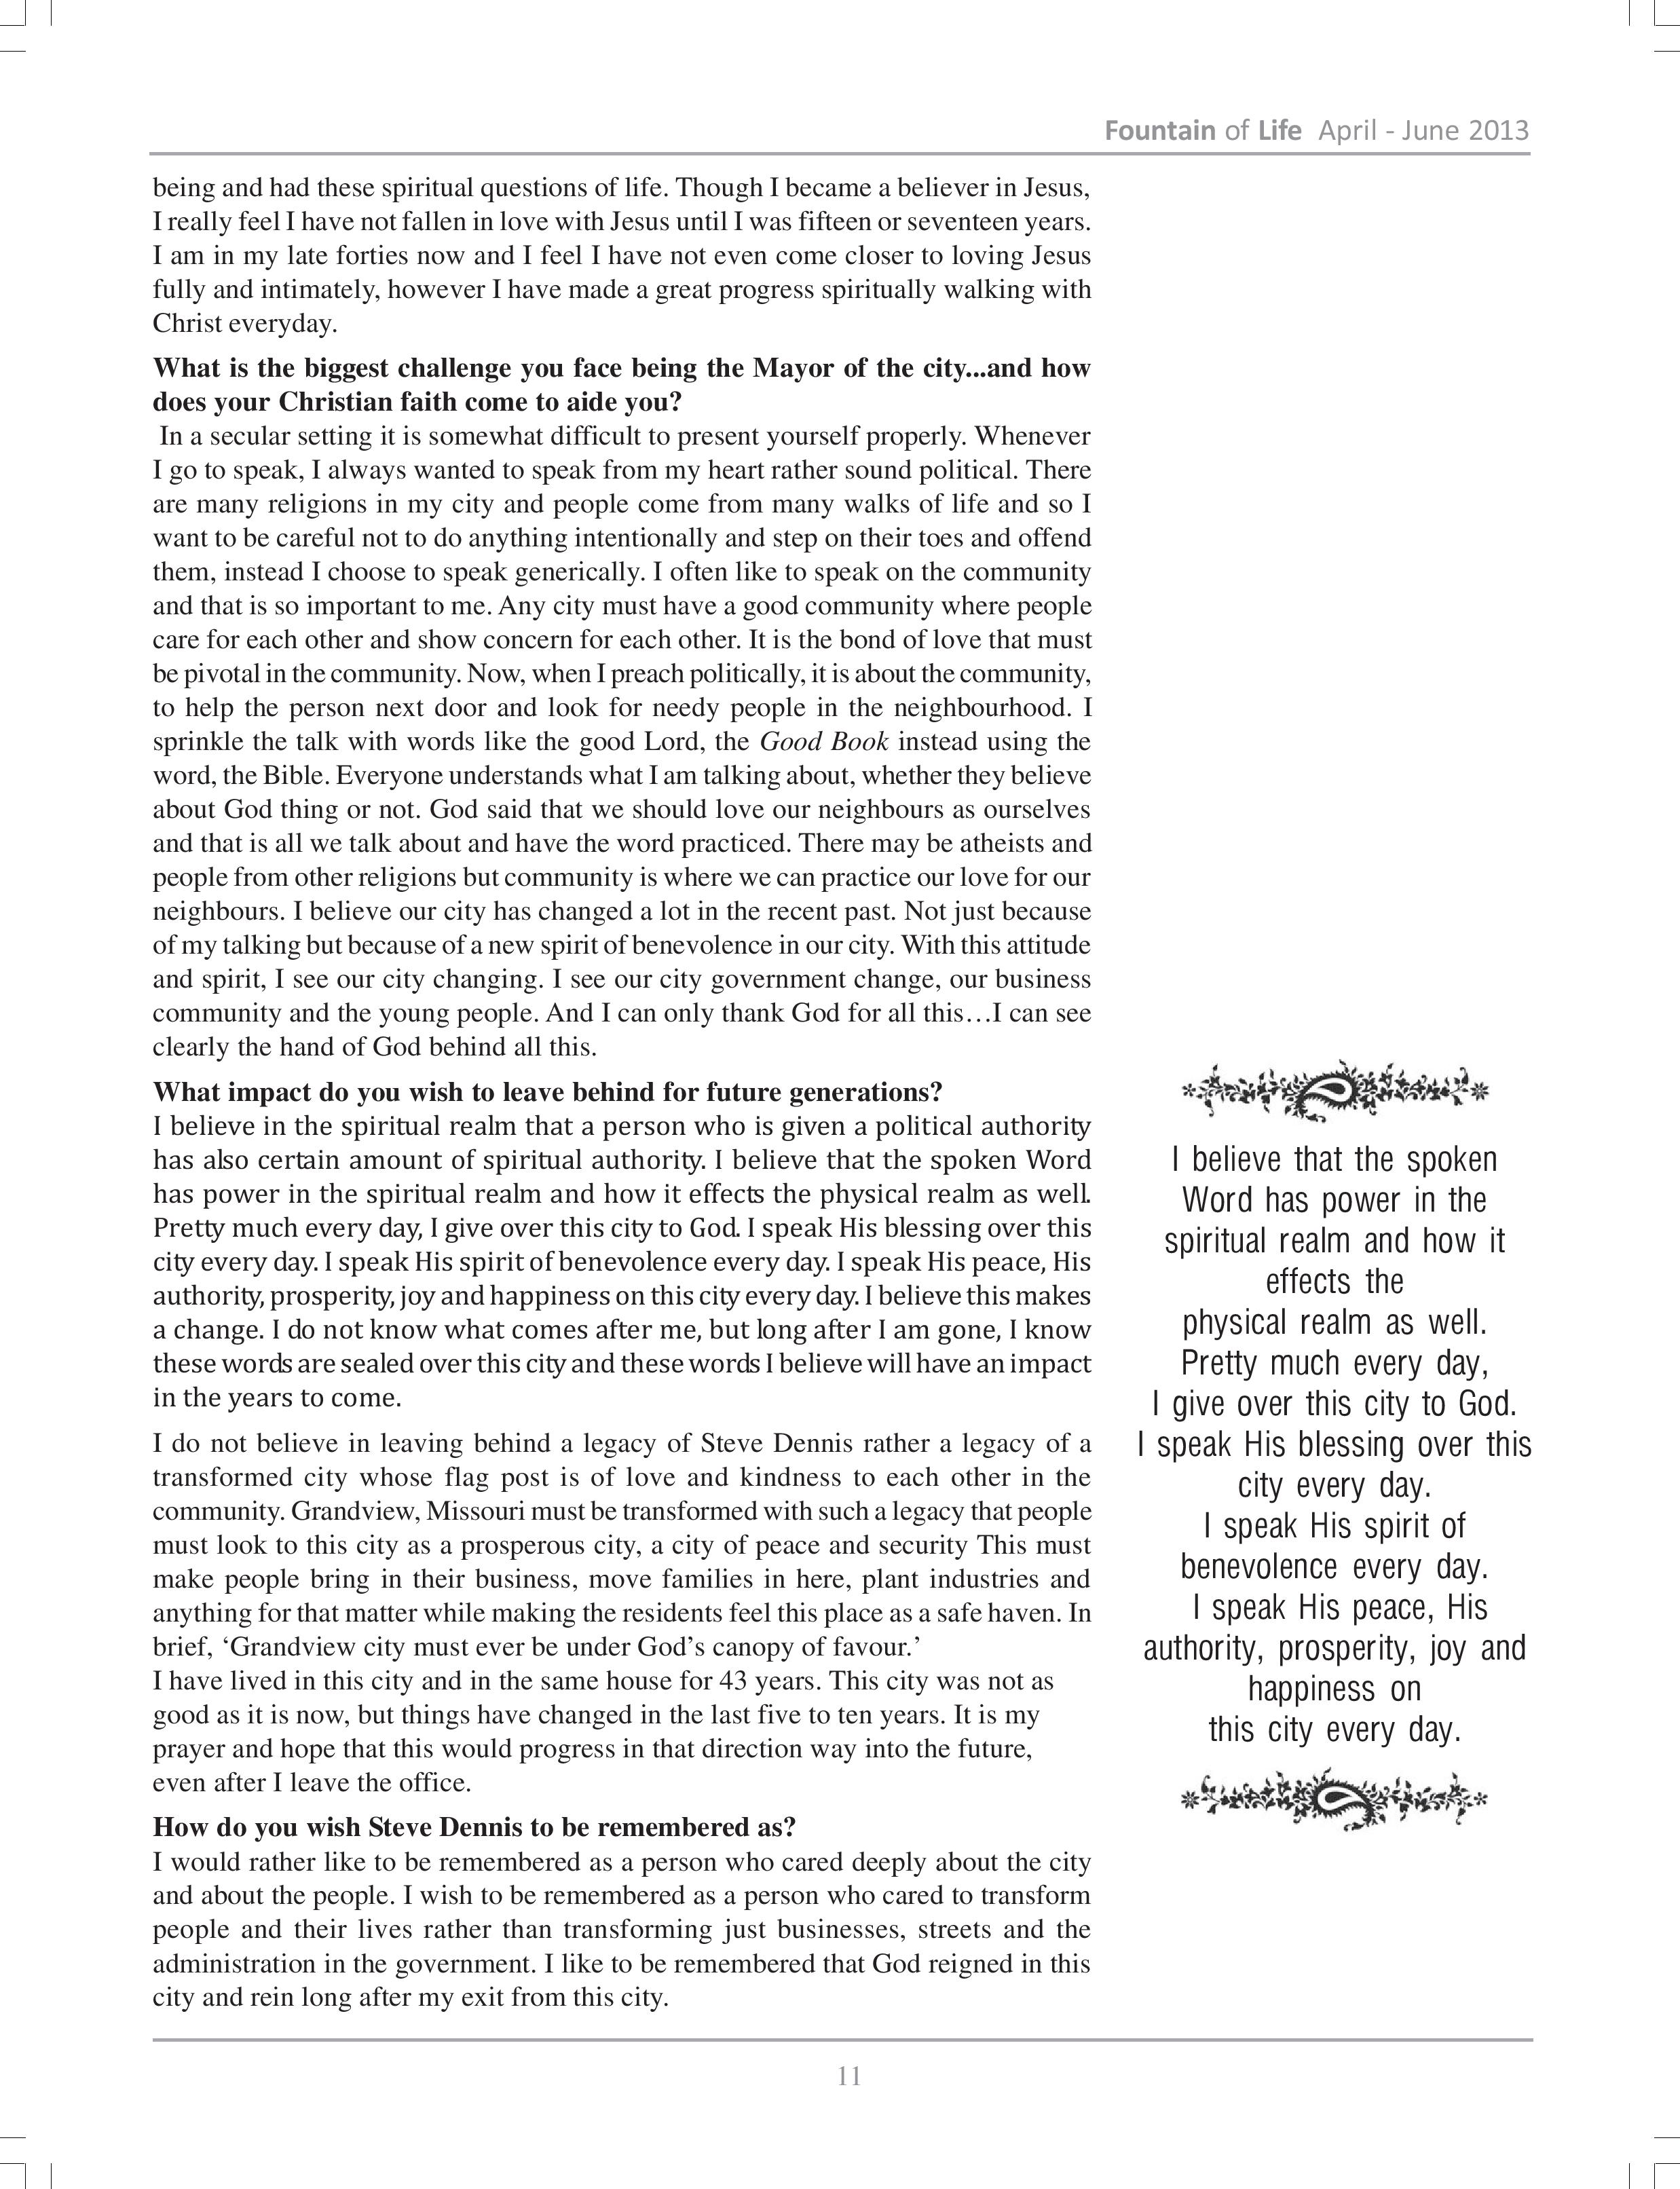 Fountain of Life April - June 2013
being and had these spiritual questions of life. Though I became a believer in Jesus,
I really feel I have not fallen in love with Jesus until I was fifteen or seventeen years.
I am in my late forties now and I feel I have not even come closer to loving Jesus
fully and intimately, however I have made a great progress spiritually walking with
Christ everyday.
What is the biggest challenge you face being the Mayor of the city...and how
does your Christian faith come to aide you?
In a secular setting it is somewhat difficult to present yourself properly. Whenever
I go to speak, I always wanted to speak from my heart rather sound political. There
are many religions in my city and people come from many walks of life and so I
want to be careful not to do anything intentionally and step on their toes and offend
them, instead I choose to speak generically. I often like to speak on the community
and that is so important to me. Any city must have a good community where people
care for each other and show concern for each other. It is the bond of love that must
be pivotal in the community. Now, when I preach politically, it is about the community,
to help the person next door and look for needy people in the neighbourhood. I
sprinkle the talk with words like the good Lord, the Good Book instead using the
word, the Bible. Everyone understands what I am talking about, whether they believe
about God thing or not. God said that we should love our neighbours as ourselves
and that is all we talk about and have the word practiced. There may be atheists and
people from other religions but community is where we can practice our love for our
neighbours. I believe our city has changed a lot in the recent past. Not just because
of my talking but because of a new spirit of benevolence in our city. With this attitude
and spirit, I see our city changing. I see our city government change, our business
community and the young people. And I can only thank God for all this…I can see
clearly the hand of God behind all this.
What impact do you wish to leave behind for future generations?
I believe in the spiritual realm that a person who is given a political authority
has also certain amount of spiritual authority. I believe that the spoken Word
has power in the spiritual realm and how it effects the physical realm as well.
Pretty much every day, I give over this city to God. I speak His blessing over this
city every day. I speak His spirit of benevolence every day. I speak His peace, His
authority, prosperity, joy and happiness on this city every day. I believe this makes
a change. I do not know what comes after me, but long after I am gone, I know
these words are sealed over this city and these words I believe will have an impact
in the years to come.
I do not believe in leaving behind a legacy of Steve Dennis rather a legacy of a
transformed city whose flag post is of love and kindness to each other in the
community. Grandview, Missouri must be transformed with such a legacy that people
must look to this city as a prosperous city, a city of peace and security This must
make people bring in their business, move families in here, plant industries and
anything for that matter while making the residents feel this place as a safe haven. In
brief, ‘Grandview city must ever be under God’s canopy of favour.’
I have lived in this city and in the same house for 43 years. This city was not as
good as it is now, but things have changed in the last five to ten years. It is my
prayer and hope that this would progress in that direction way into the future,
even after I leave the office.
How do you wish Steve Dennis to be remembered as?
I would rather like to be remembered as a person who cared deeply about the city
and about the people. I wish to be remembered as a person who cared to transform
people and their lives rather than transforming just businesses, streets and the
administration in the government. I like to be remembered that God reigned in this
city and rein long after my exit from this city.
I believe that the spoken
Word has power in the
spiritual realm and how it
effects the
physical realm as well.
Pretty much every day,
I give over this city to God.
I speak His blessing over this
city every day.
I speak His spirit of
benevolence every day.
I speak His peace, His
authority, prosperity, joy and
happiness on
this city every day.
11